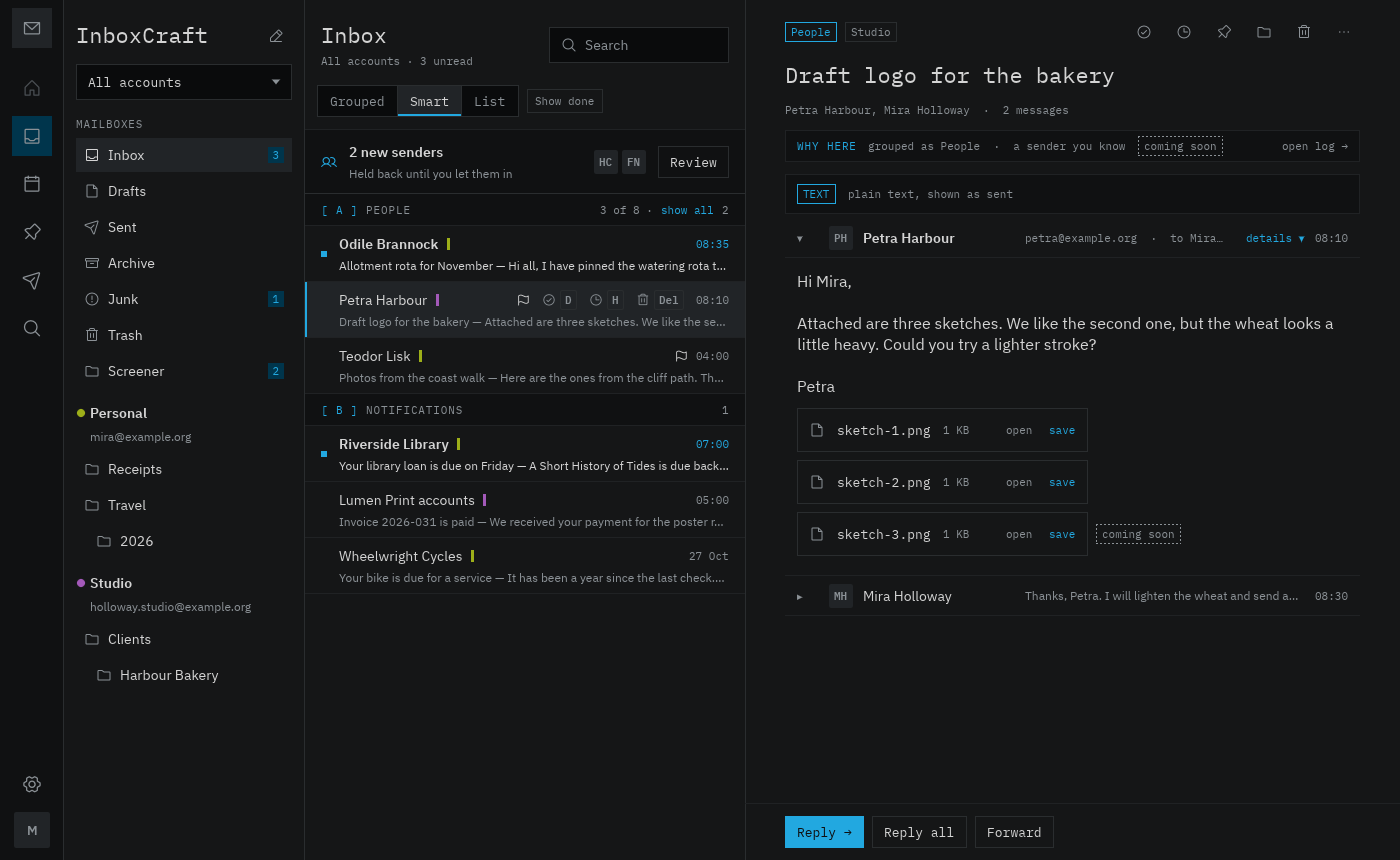 InboxCraft
All accounts
MAILBOXES
Inbox 3
Drafts
Sent
Archive
Junk 1
Trash
Screener 2
Personal
mira@example.org
Receipts
Travel
2026
Studio
holloway.studio@example.org
Clients
Harbour Bakery
M
Inbox
All accounts · 3 unread
Search
Grouped Smart List Show done
2 new senders
Held back until you let them in
HC FN Review
[ A ] PEOPLE 3 of 8 · show all 2
Odile Brannock 08:35
Allotment rota for November — Hi all, I have pinned the watering rota t…
Petra Harbour D H Del 08:10
Draft logo for the bakery — Attached are three sketches. We like the se…
Teodor Lisk 04:00
Photos from the coast walk — Here are the ones from the cliff path. Th…
[ B ] NOTIFICATIONS 1
Riverside Library 07:00
Your library loan is due on Friday — A Short History of Tides is due back…
Lumen Print accounts 05:00
Invoice 2026-031 is paid — We received your payment for the poster r…
Wheelwright Cycles 27 Oct
Your bike is due for a service — It has been a year since the last check.…
People Studio
Draft logo for the bakery
Petra Harbour, Mira Holloway · 2 messages
WHY HERE grouped as People · a sender you know coming soon open log →
TEXT plain text, shown as sent
▾ PH Petra Harbour petra@example.org · to Mira… details ▾ 08:10
Hi Mira,
Attached are three sketches. We like the second one, but the wheat looks a
little heavy. Could you try a lighter stroke?
Petra
sketch-1.png 1 KB open save
sketch-2.png 1 KB open save
sketch-3.png 1 KB open save coming soon
▸ MH Mira Holloway Thanks, Petra. I will lighten the wheat and send a… 08:30
Reply → Reply all Forward